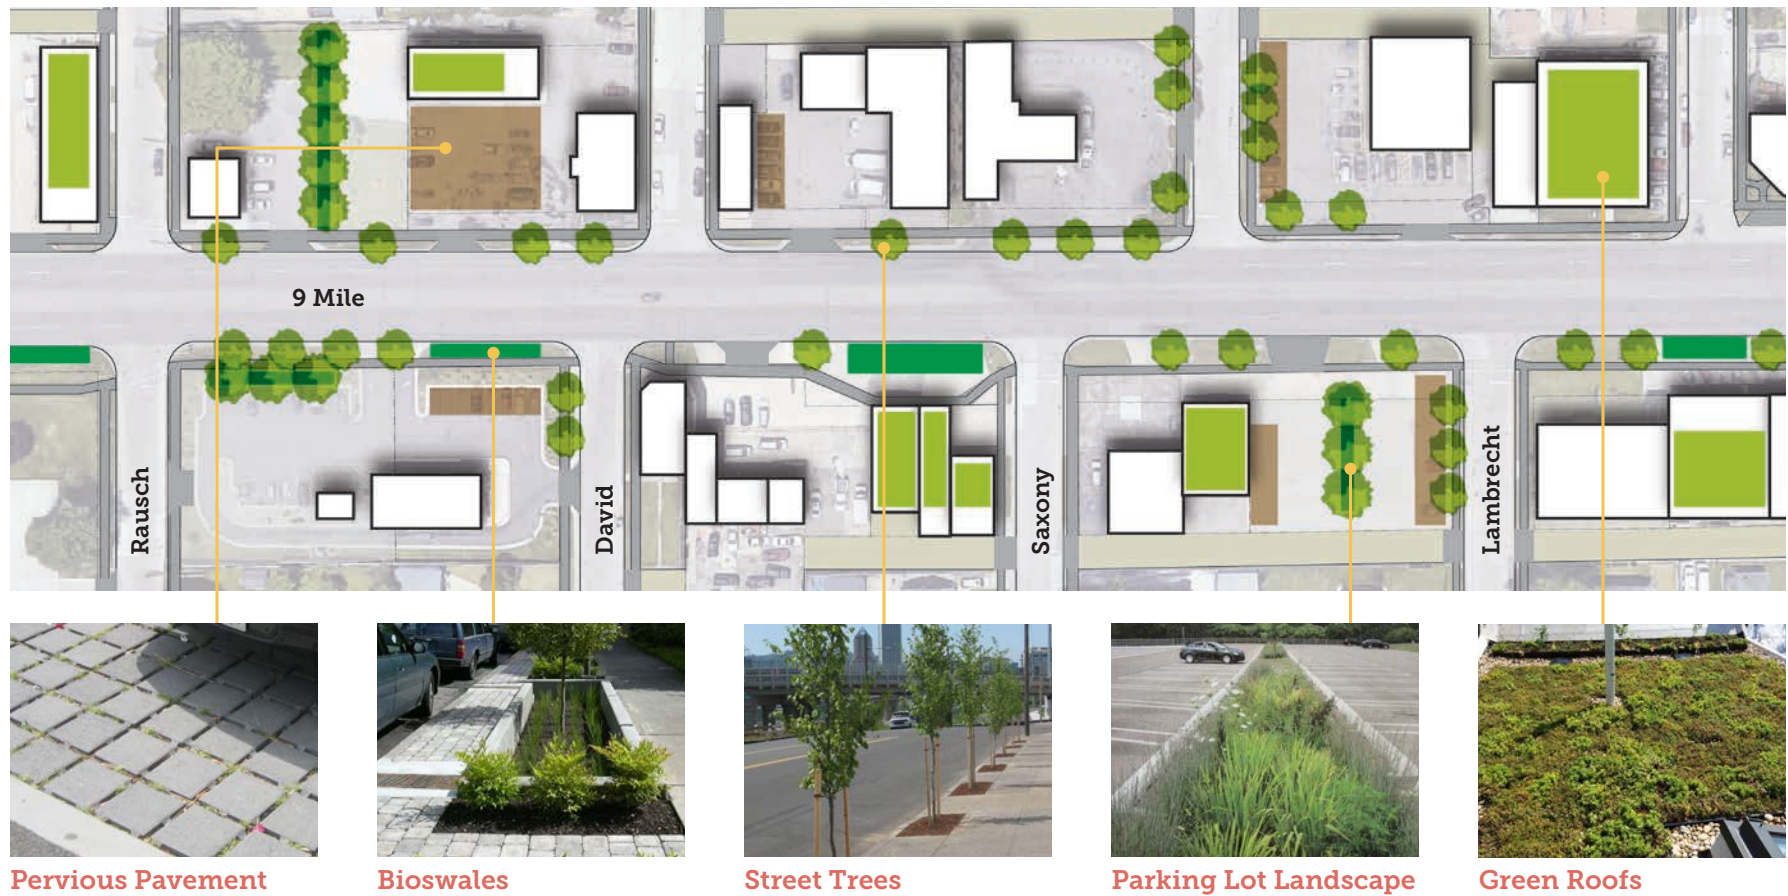 9 Mile
Rausch
David
Saxony
Lambrecht
Pervious Pavement
Bioswales
Street Trees
Parking Lot Landscape
Green Roofs